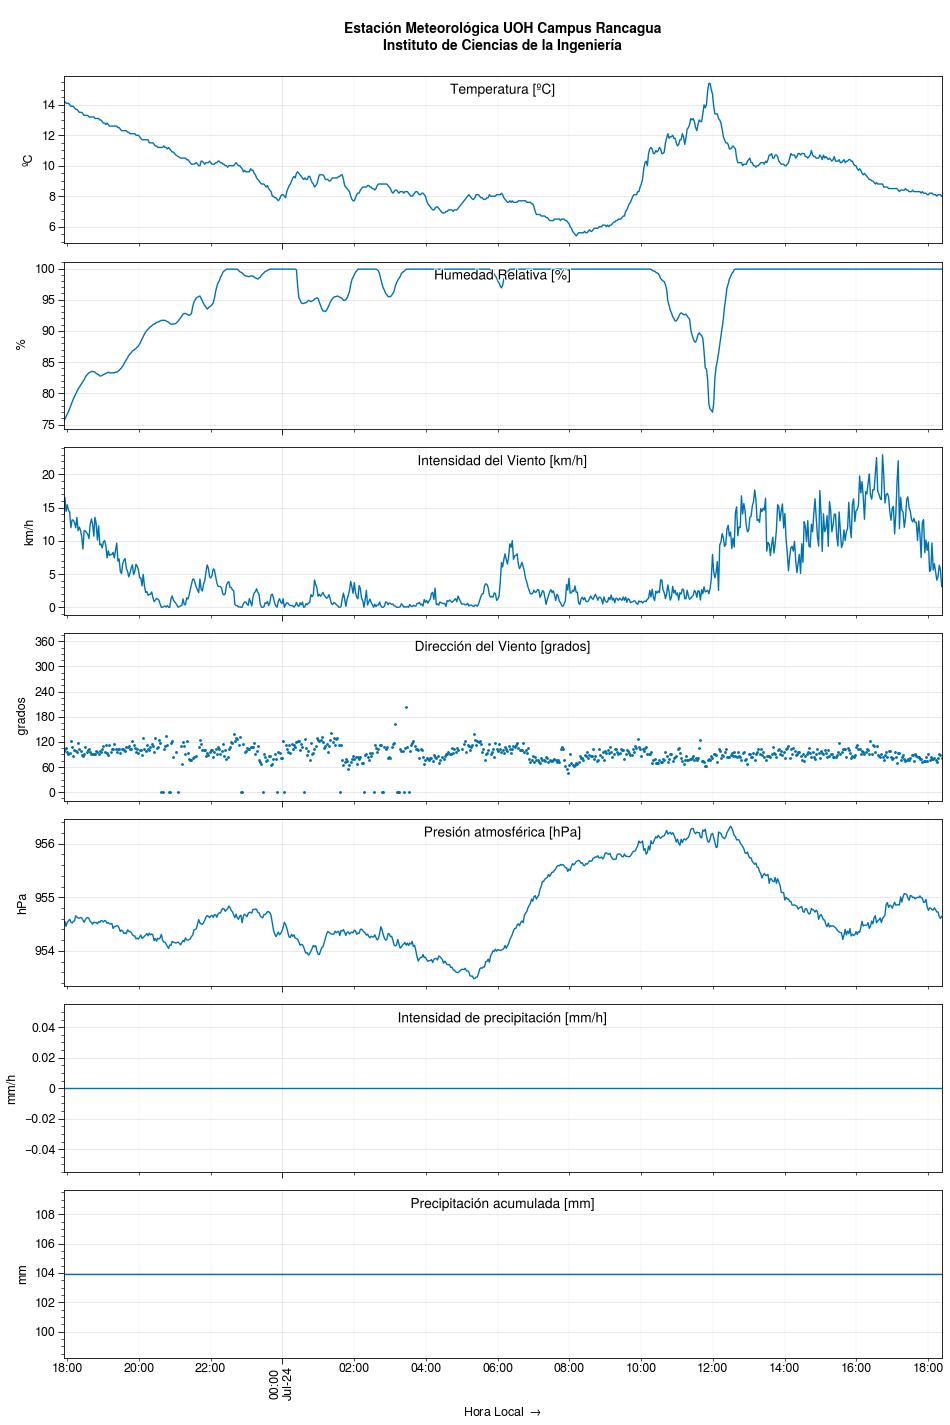 Estación Meteorológica UOH Campus Rancagua
Instituto de Ciencias de la Ingeniería
Temperatura [ºC]
ºC
14
12
10
8
6
Humedad Relativa [%]
%
100
95
90
85
80
75
Intensidad del Viento [km/h]
km/h
20
15
10
5
0
Dirección del Viento [grados]
grados
360
300
240
180
120
60
0
Presión atmosférica [hPa]
hPa
956
955
954
Intensidad de precipitación [mm/h]
mm/h
0.04
0.02
0
−0.02
−0.04
Precipitación acumulada [mm]
mm
108
106
104
102
100
18:00 20:00 22:00 00:00 02:00 04:00 06:00 08:00 10:00 12:00 14:00 16:00 18:00
Jul-24
Hora Local →